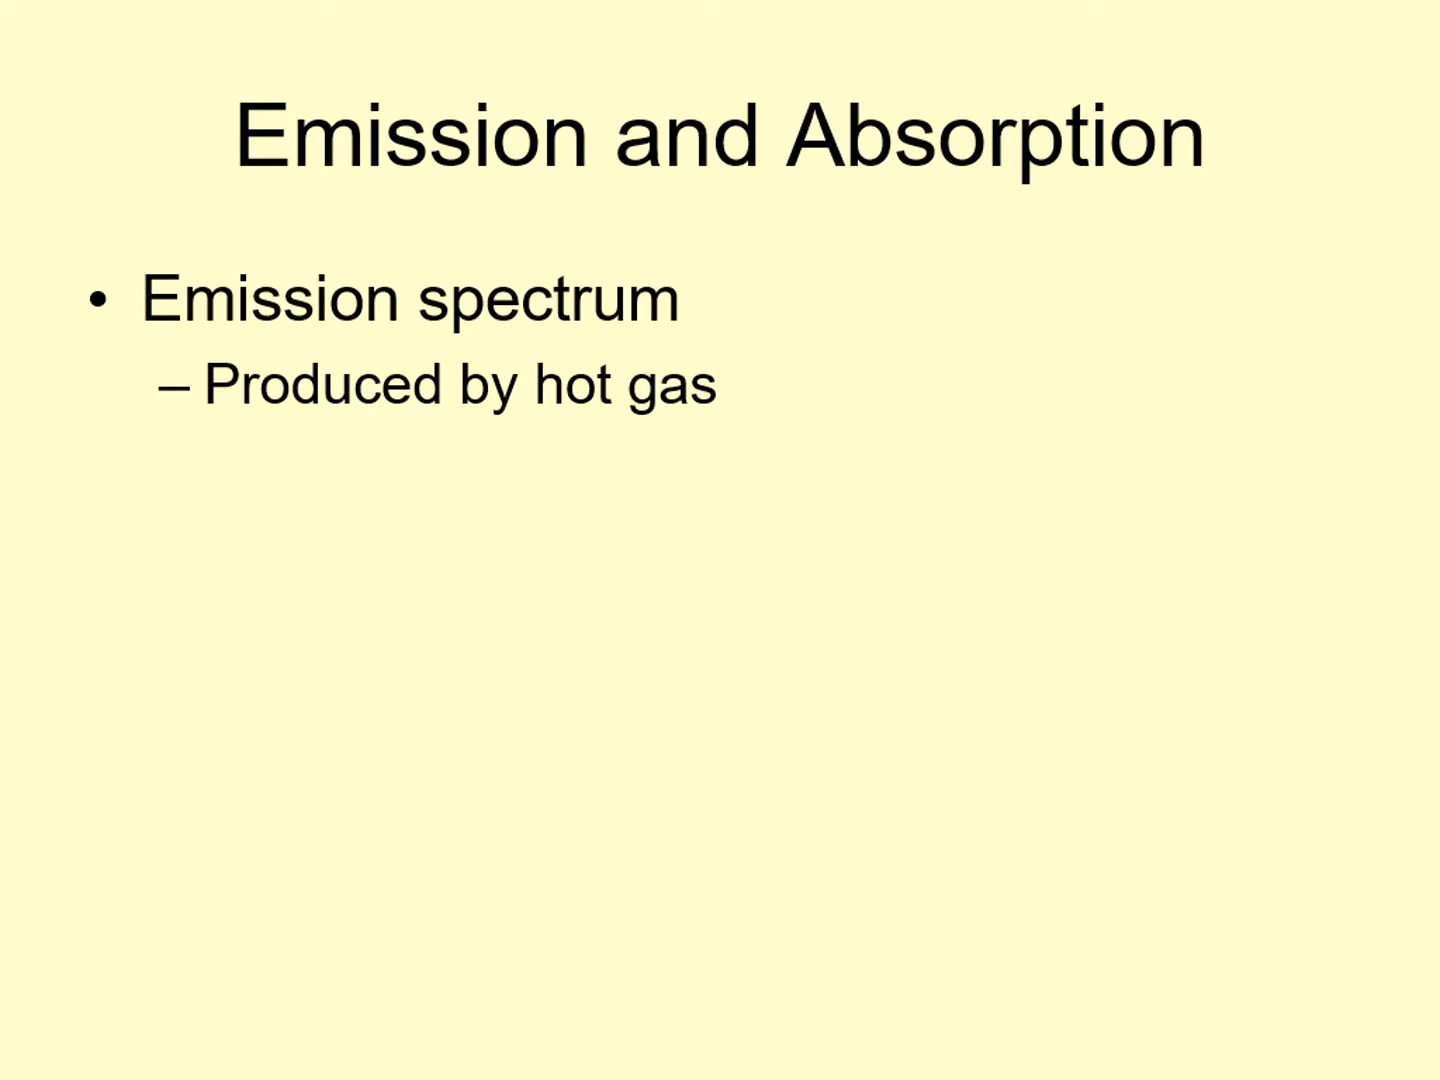 Emission and Absorption
• Emission spectrum
– Produced by hot gas